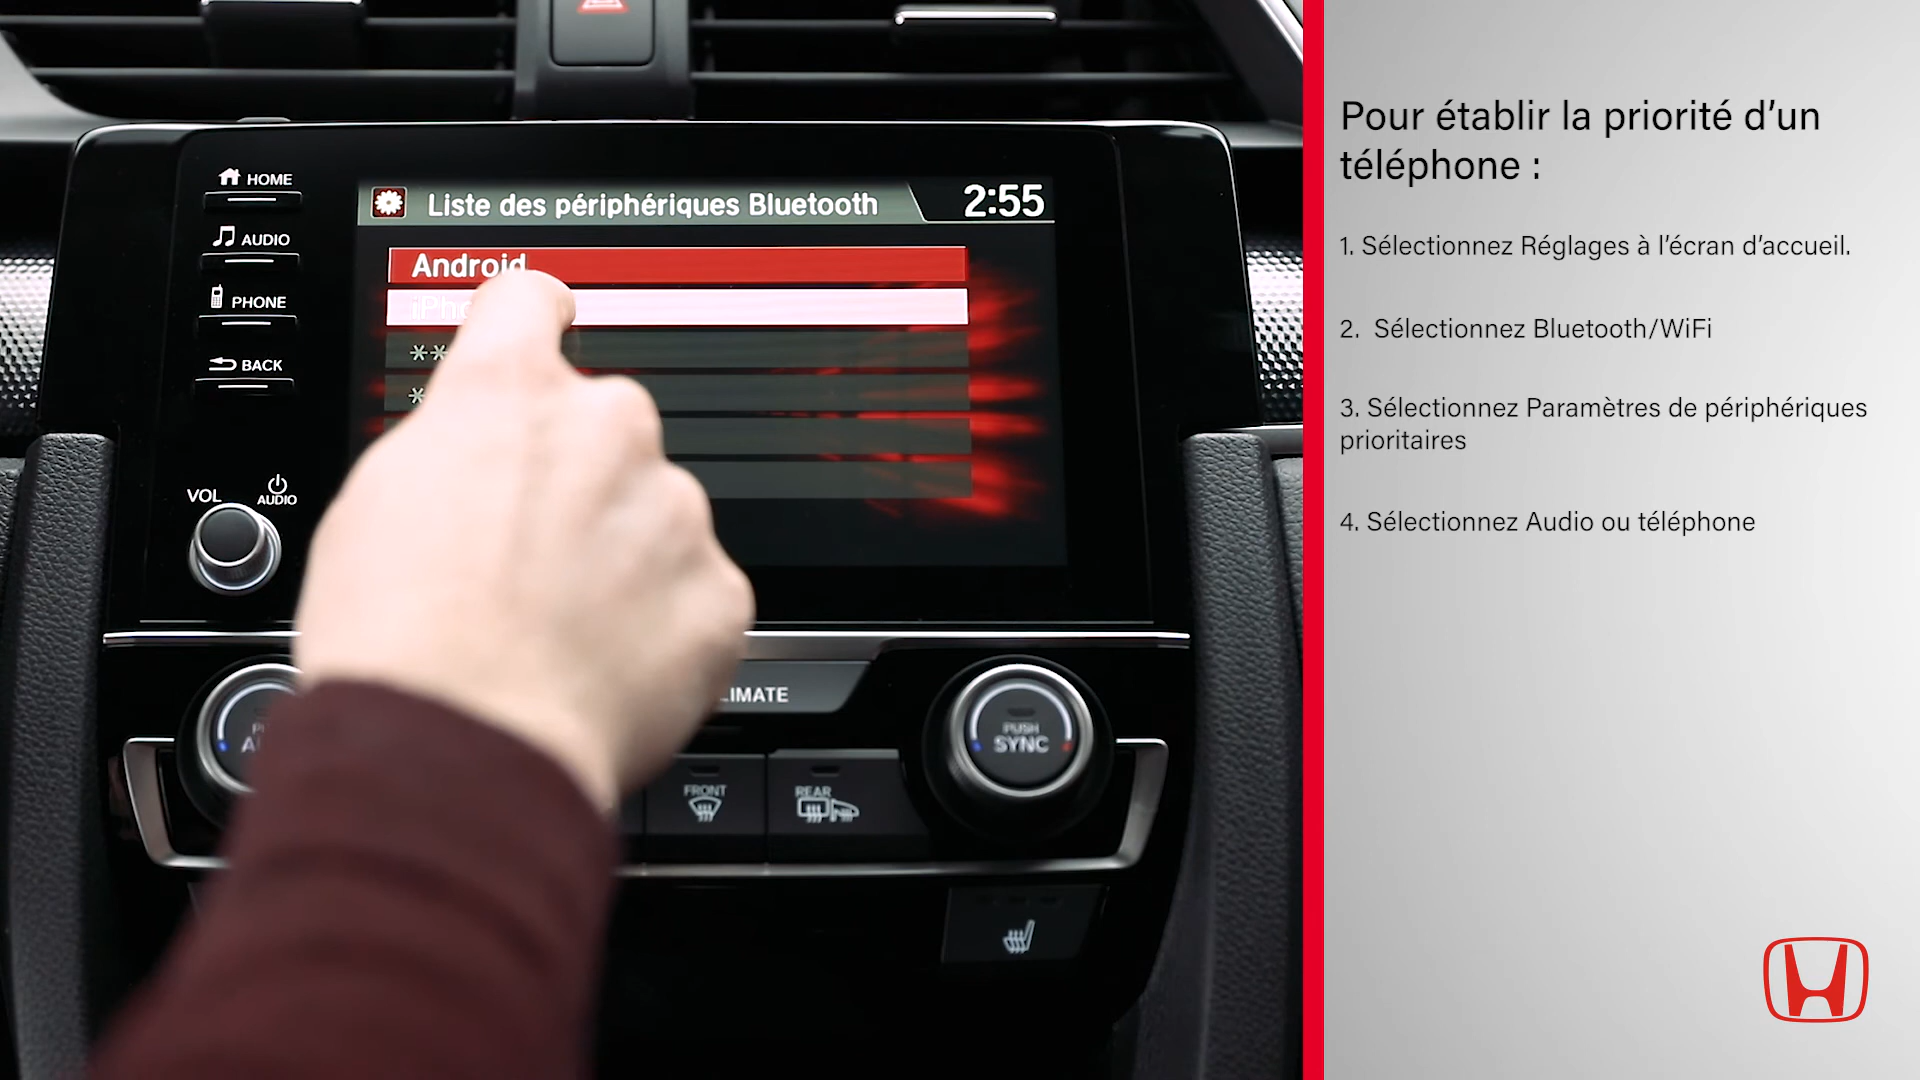 HOME
AUDIO
PHONE
BACK
VOL
AUDIO
Liste des périphériques Bluetooth
2:55
Android
**
*
FRONT
REAR
PUSH
SYNC
Pour établir la priorité d’un
téléphone :
1. Sélectionnez Réglages à l’écran d’accueil.
2.  Sélectionnez Bluetooth/WiFi
3. Sélectionnez Paramètres de périphériques
prioritaires
4. Sélectionnez Audio ou téléphone